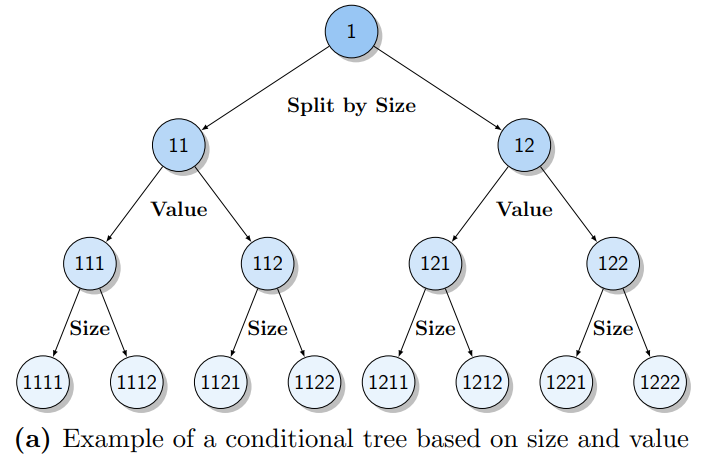 1
Split by Size
11 12
Value Value
111 112 121 122
Size Size Size Size
1111 1112 1121 1122 1211 1212 1221 1222
(a) Example of a conditional tree based on size and value